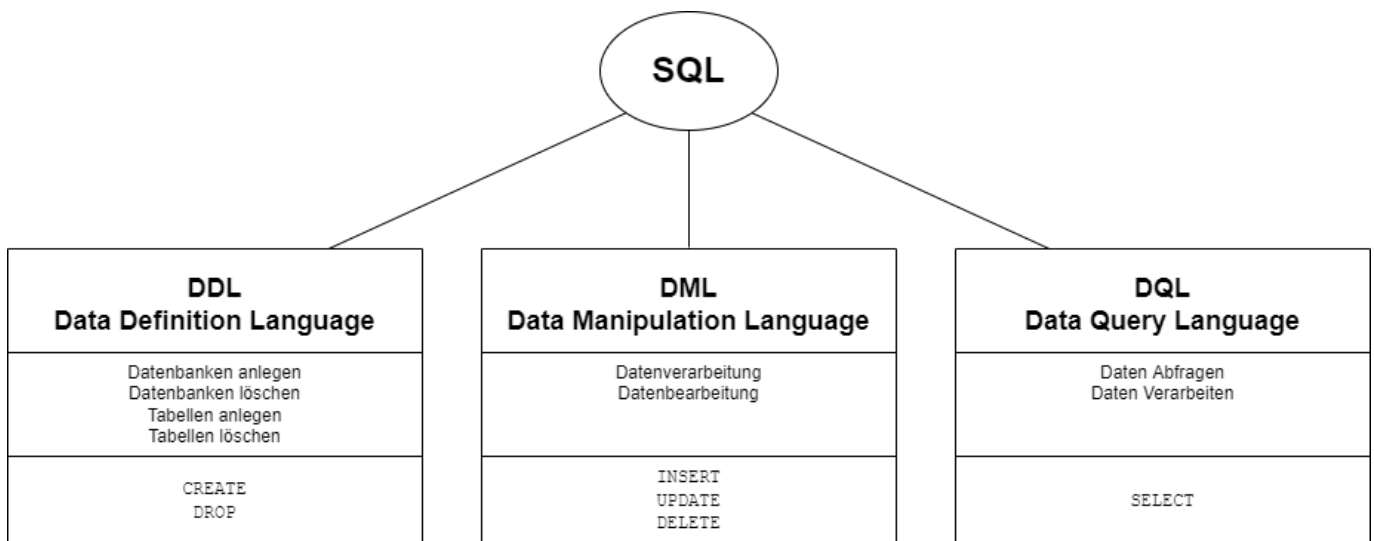 SQL
DDL
Data Definition Language
Datenbanken anlegen
Datenbanken löschen
Tabellen anlegen
Tabellen löschen
CREATE
DROP
DML
Data Manipulation Language
Datenverarbeitung
Datenbearbeitung
INSERT
UPDATE
DELETE
DQL
Data Query Language
Daten Abfragen
Daten Verarbeiten
SELECT